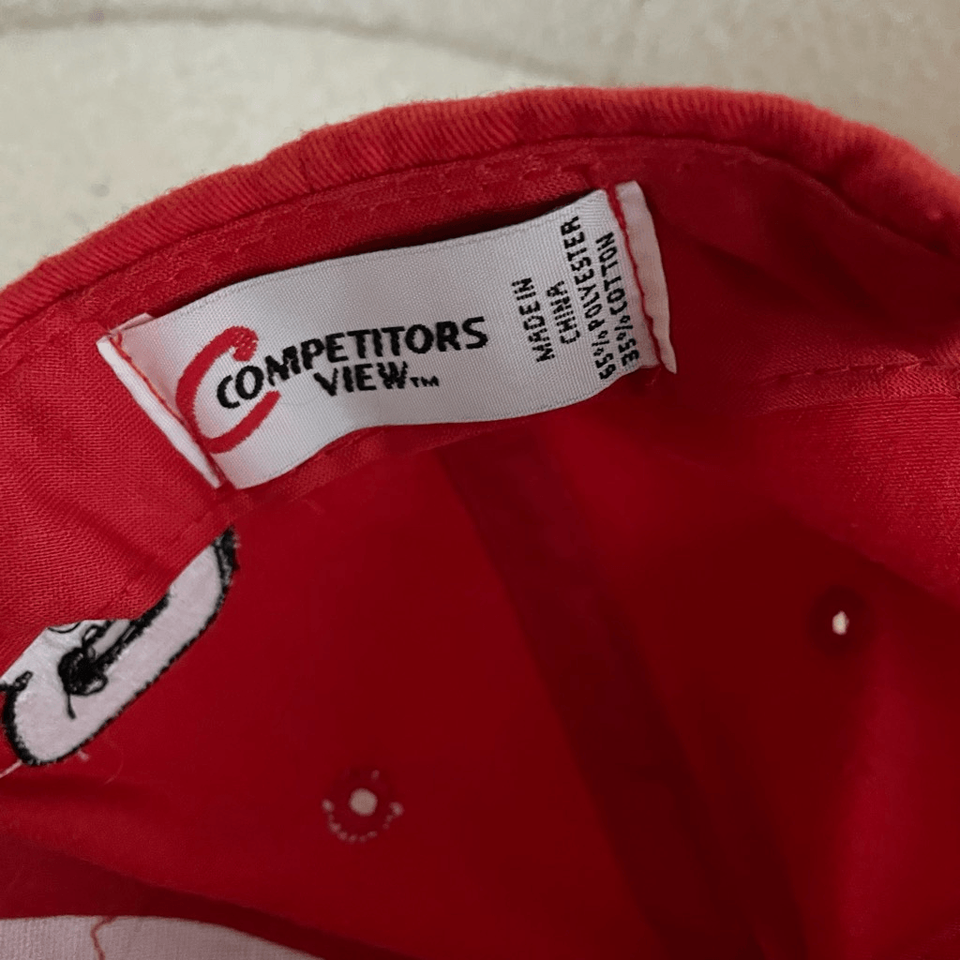 COMPETITORS
VIEW™
MADE IN
CHINA
65% POLYESTER
35% COTTON